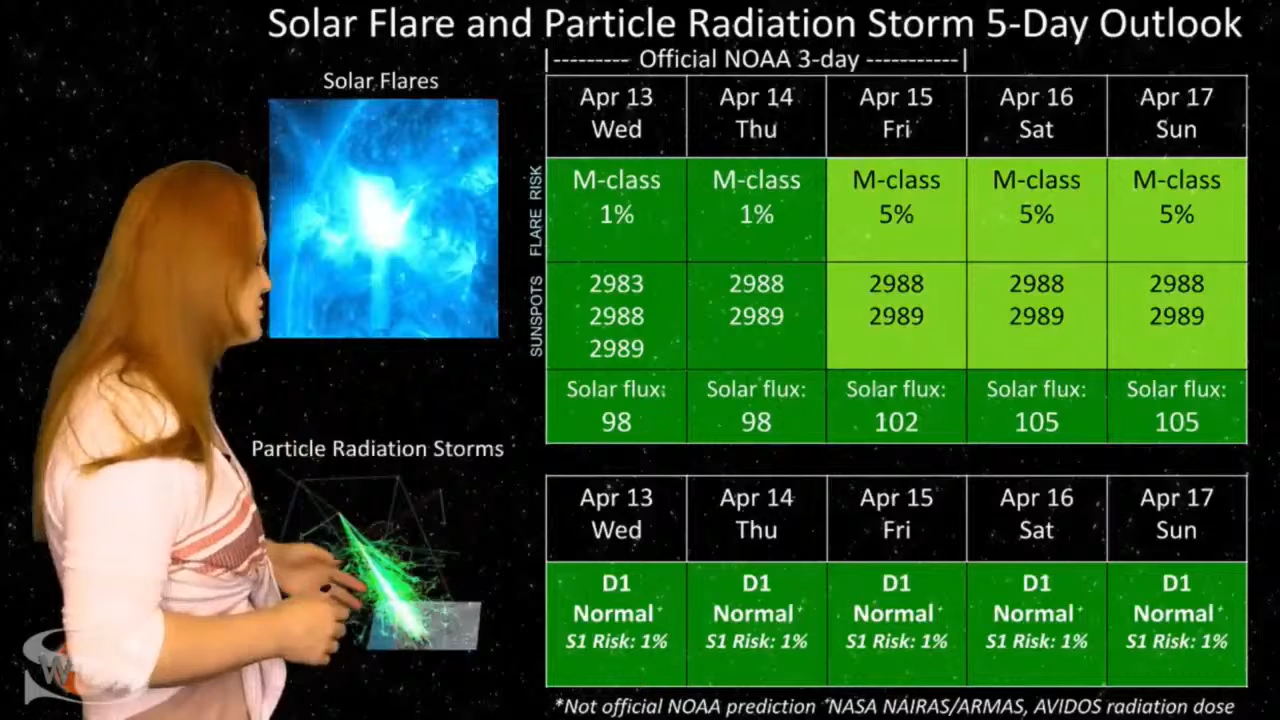 Solar Flare and Particle Radiation Storm 5-Day Outlook
|--------- Official NOAA 3-day -----------|
Solar Flares
Apr 13 Apr 14 Apr 15 Apr 16 Apr 17
Wed Thu Fri Sat Sun
FLARE RISK
M-class M-class M-class M-class M-class
1% 1% 5% 5% 5%
SUNSPOTS
2983 2988 2988 2988 2988
2988 2989 2989 2989 2989
2989
Solar flux: Solar flux: Solar flux: Solar flux: Solar flux:
98 98 102 105 105
Particle Radiation Storms
Apr 13 Apr 14 Apr 15 Apr 16 Apr 17
Wed Thu Fri Sat Sun
D1 D1 D1 D1 D1
Normal+ Normal+ Normal+ Normal+ Normal+
S1 Risk: 1% S1 Risk: 1% S1 Risk: 1% S1 Risk: 1% S1 Risk: 1%
*Not official NOAA prediction +NASA NAIRAS/ARMAS, AVIDOS radiation dose